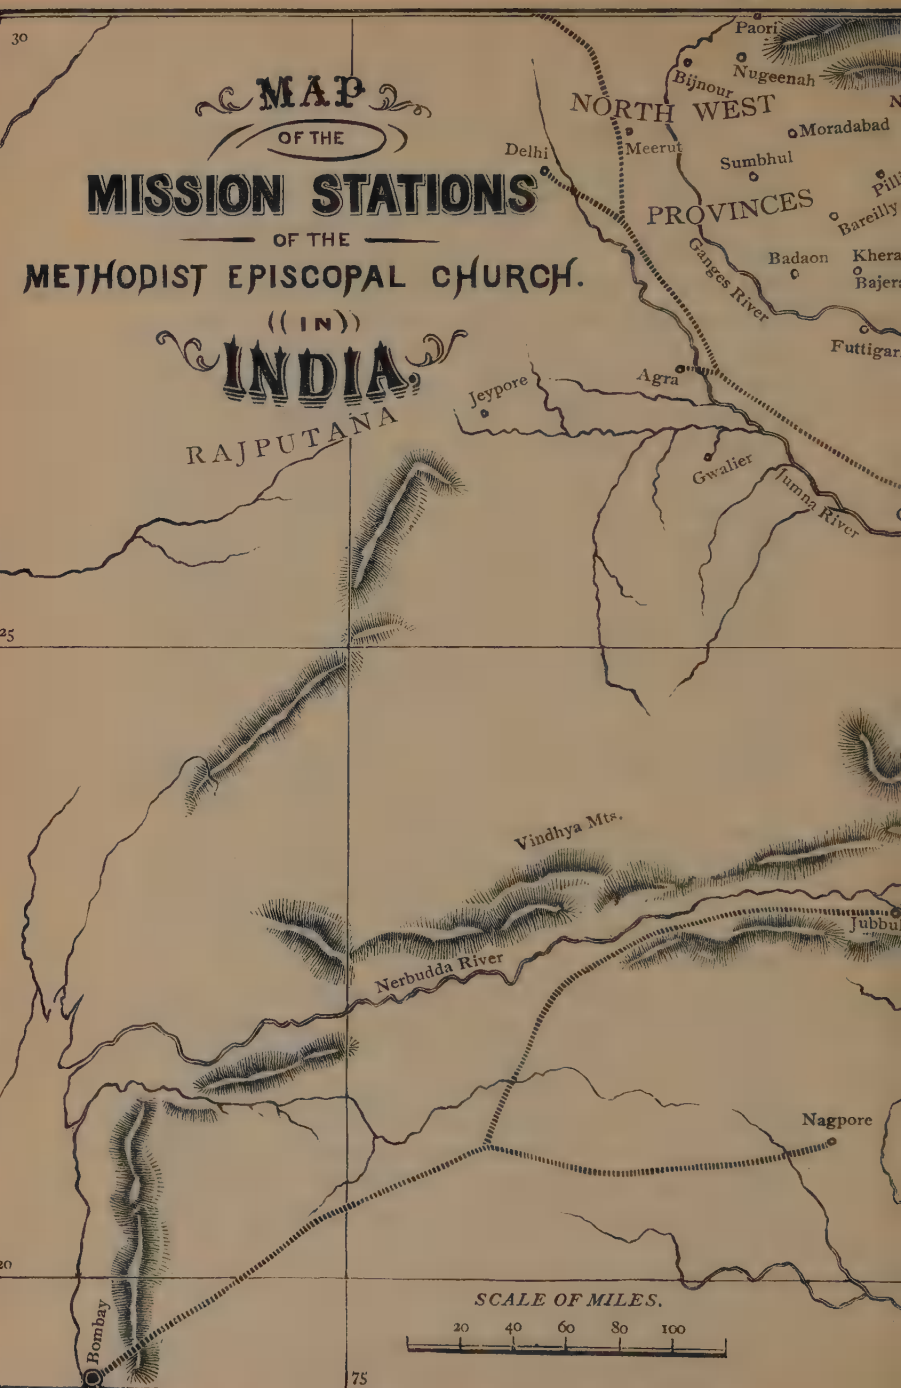 30
MAP
OF THE
MISSION STATIONS
OF THE
METHODIST EPISCOPAL CHURCH.
((IN))
INDIA.
RAJPUTANA
Paori
Nugeenah
Bijnour
NORTH WEST
N
Moradabad
Delhi
Meerut
Sumbhul
Pilli
PROVINCES
Bareilly
Ganges River
Badaon
Khera
Bajera
Futtigar
Agra
Jeypore
Gwalier
Jumna River
25
Vindhya Mts.
Jubbul
Nerbudda River
Nagpore
20
SCALE OF MILES.
20 40 60 80 100
Bombay
75